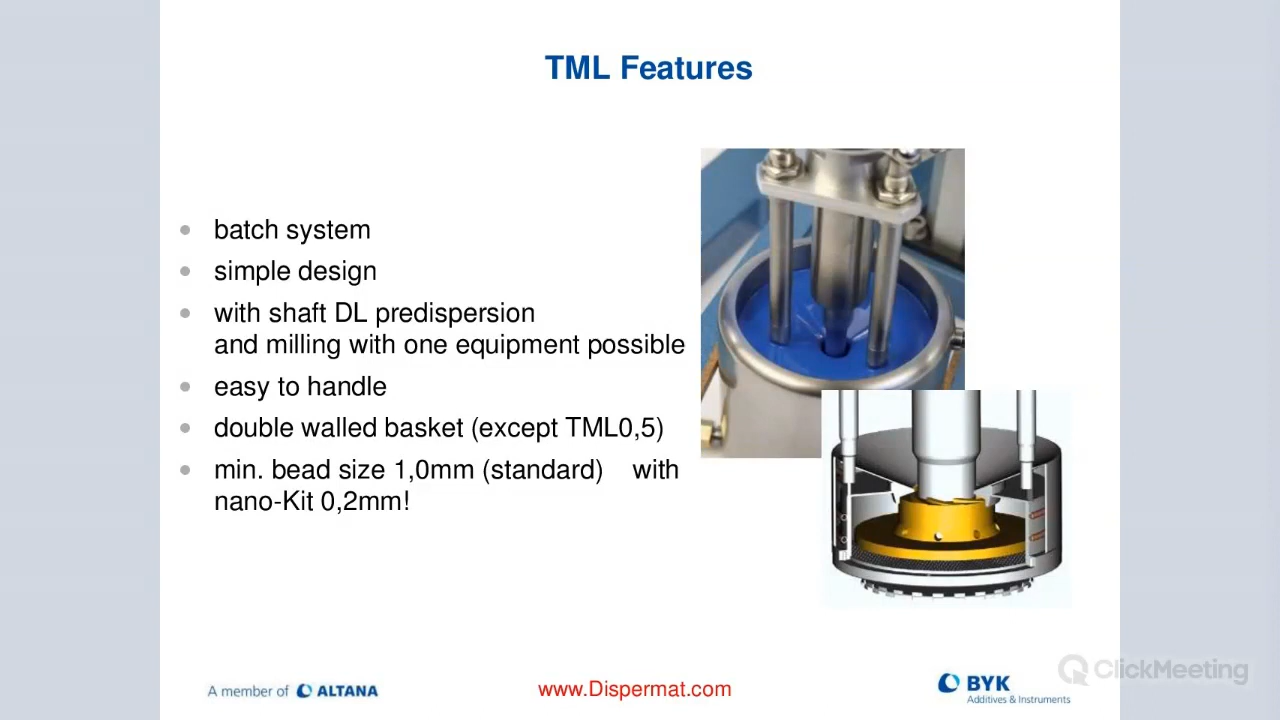 TML Features
batch system
simple design
with shaft DL predispersion
and milling with one equipment possible
easy to handle
double walled basket (except TML0,5)
min. bead size 1,0mm (standard) with
nano-Kit 0,2mm!
A member of ALTANA
www.Dispermat.com
BYK
Additives & Instruments
ClickMeeting